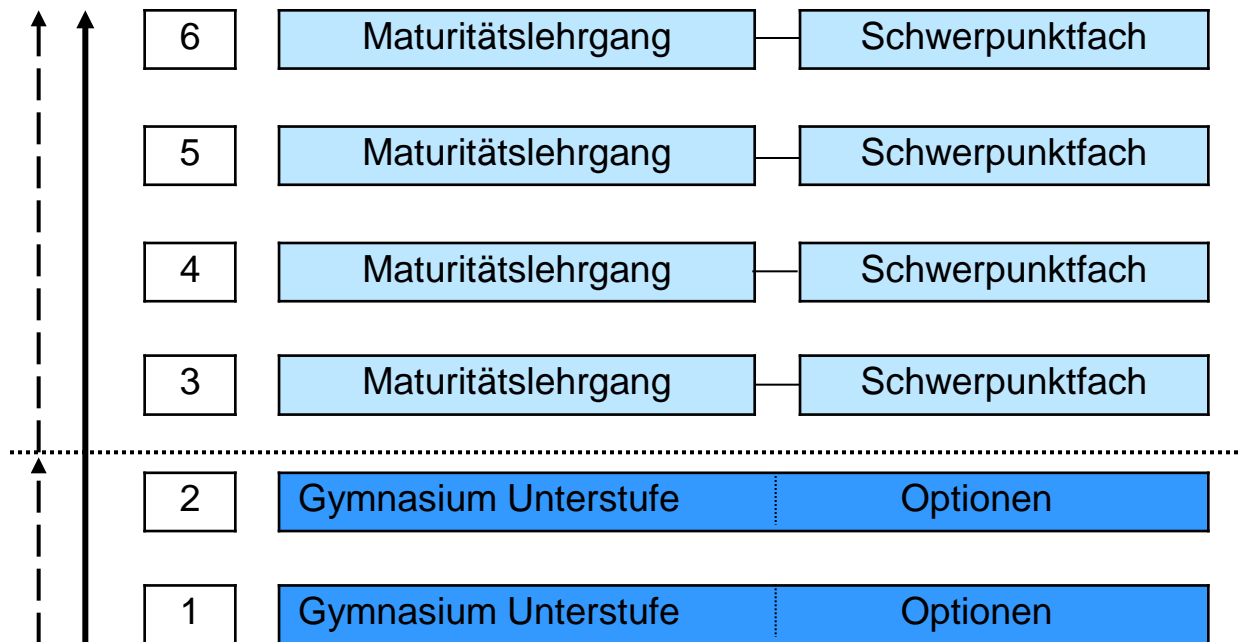 6 Maturitätslehrgang Schwerpunktfach
5 Maturitätslehrgang Schwerpunktfach
4 Maturitätslehrgang Schwerpunktfach
3 Maturitätslehrgang Schwerpunktfach
2 Gymnasium Unterstufe Optionen
1 Gymnasium Unterstufe Optionen